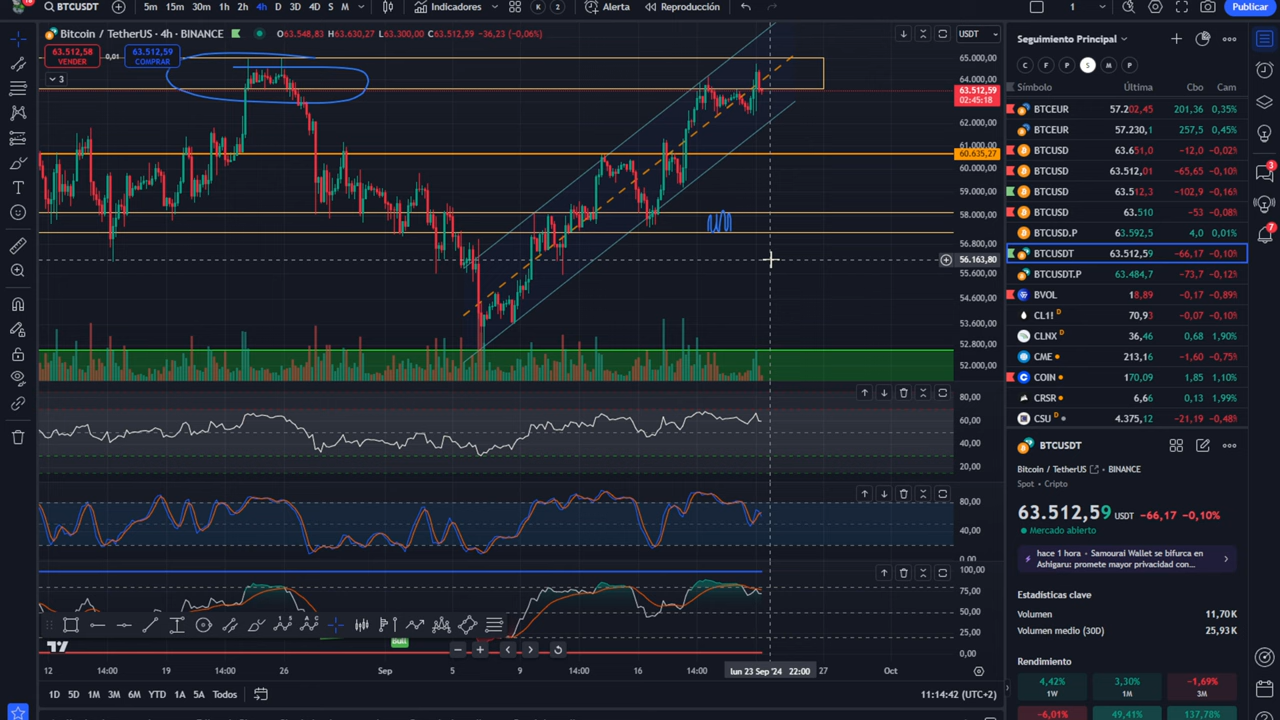 BTCUSDT 5m 15m 30m 1h 2h 4h D 3D 4D S M Indicadores K 2 Alerta Reproducción 1 Publicar
Bitcoin / TetherUS · 4h · BINANCE O63.548,83 H63.630,27 L63.300,00 C63.512,59 −36,23 (−0,06%) USDT
63.512,58 VENDER 0,01 63.512,59 COMPRAR
3
65.000,00
64.000,00
63.512,59
02:45:18
62.000,00
61.000,00
60.635,27
60.000,00
59.000,00
58.000,00
56.800,00
56.163,80
55.600,00
54.600,00
53.600,00
52.800,00
52.000,00
80,00
60,00
40,00
20,00
80,00
40,00
0,00
100,00
75,00
50,00
25,00
0,00
Bull
12 14:00 19 14:00 26 Sep 14:00 5 9 14:00 16 14:00 lun 23 Sep '24 22:00 27 Oct
1D 5D 1M 3M 6M YTD 1A 5A Todos 11:14:42 (UTC+2)
Seguimiento Principal
C F P S M P
Símbolo Última Cbo Cam
BTCEUR 57.202,45 201,36 0,35%
BTCEUR 57.230,1 257,5 0,45%
BTCUSD 63.651,0 −12,0 −0,02%
BTCUSD 63.512,01 −65,65 −0,10%
BTCUSD 63.512,3 −102,9 −0,16%
BTCUSD 63.510 −53 −0,08%
BTCUSD.P 63.592,5 4,0 0,01%
BTCUSDT 63.512,59 −66,17 −0,10%
BTCUSDT.P 63.484,7 −73,7 −0,12%
BVOL 18,89 −0,17 −0,89%
CL1! D 70,93 −0,07 −0,10%
CLNX D 36,46 0,68 1,90%
CME 213,16 −1,60 −0,75%
COIN 170,09 1,85 1,10%
CRSR 6,66 0,13 1,99%
CSU D 4.375,12 −21,19 −0,48%
3
7
BTCUSDT
Bitcoin / TetherUS · BINANCE
Spot • Cripto
63.512,59 USDT −66,17 −0,10%
Mercado abierto
hace 1 hora • Samourai Wallet se bifurca en
Ashigaru: promete mayor privacidad con...
Estadísticas clave
Volumen 11,70K
Volumen medio (30D) 25,93K
Rendimiento
4,42% 3,30% −1,69%
1W 1M 3M
−6,01% 49,41% 137,78%